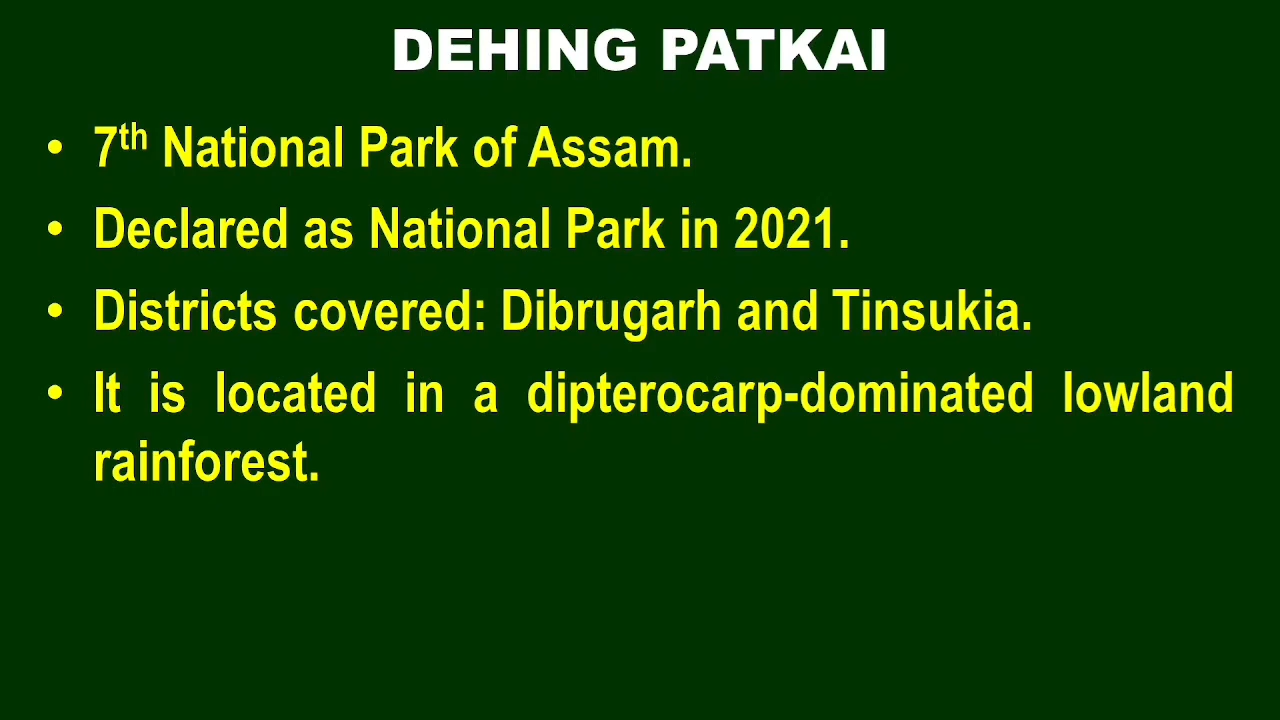 DEHING PATKAI
• 7th National Park of Assam.
• Declared as National Park in 2021.
• Districts covered: Dibrugarh and Tinsukia.
• It is located in a dipterocarp-dominated lowland
rainforest.